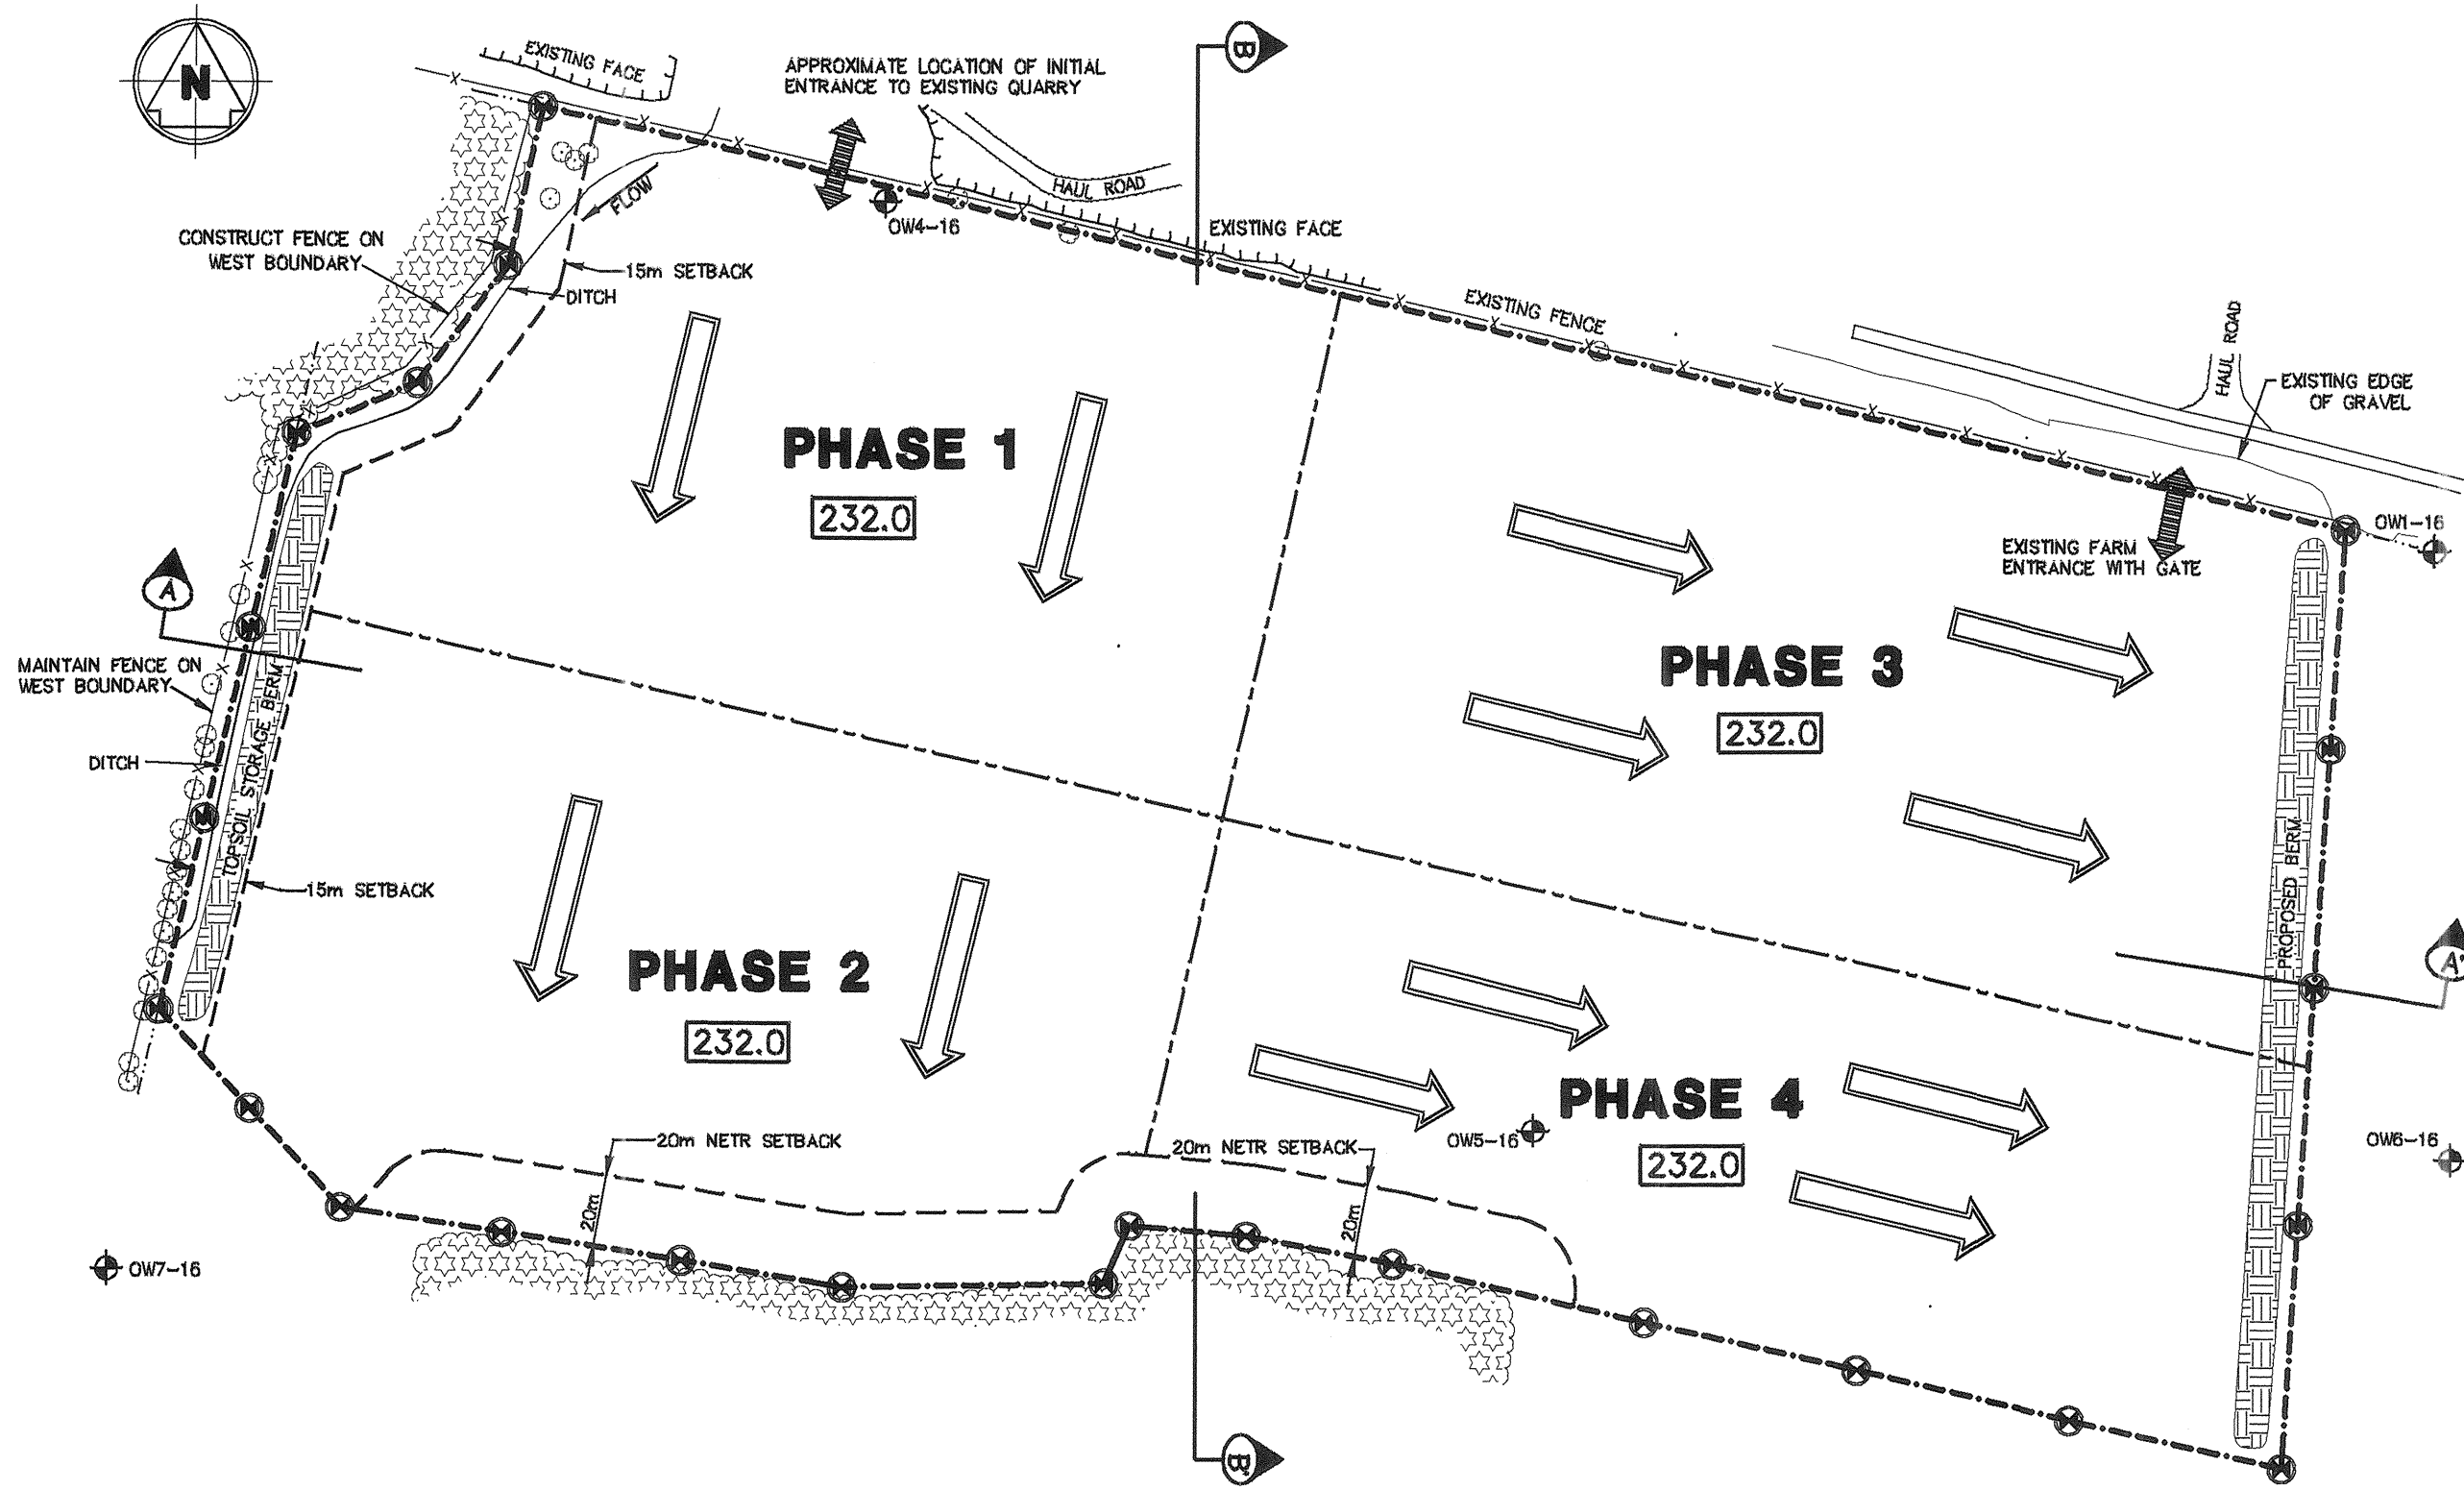 N
EXISTING FACE
APPROXIMATE LOCATION OF INITIAL
ENTRANCE TO EXISTING QUARRY
B
HAUL ROAD
FLOW
OW4-16
EXISTING FACE
CONSTRUCT FENCE ON
WEST BOUNDARY
15m SETBACK
DITCH
EXISTING FENCE
HAUL ROAD
EXISTING EDGE
OF GRAVEL
PHASE 1
232.0
OW1-16
EXISTING FARM
ENTRANCE WITH GATE
A
MAINTAIN FENCE ON
WEST BOUNDARY
PHASE 3
232.0
DITCH
TOPSOIL STORAGE BERM
15m SETBACK
PROPOSED BERM
PHASE 2
232.0
A'
PHASE 4
232.0
OW5-16
OW6-16
20m NETR SETBACK
20m
20m NETR SETBACK
20m
OW7-16
B'